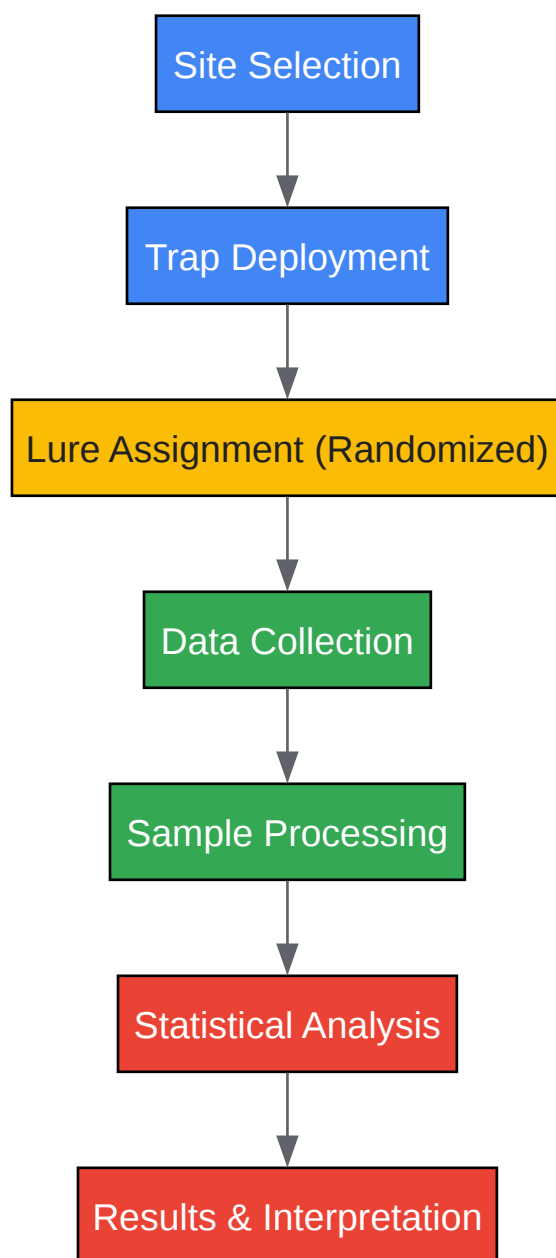 Site Selection
Trap Deployment
Lure Assignment (Randomized)
Data Collection
Sample Processing
Statistical Analysis
Results & Interpretation